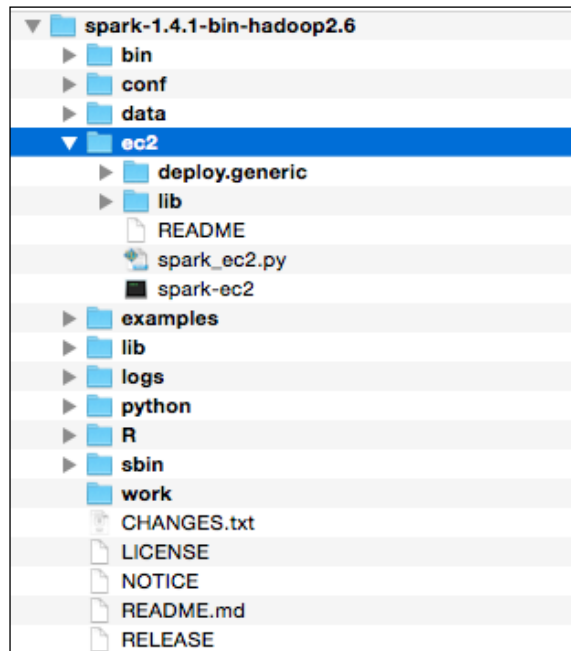 spark-1.4.1-bin-hadoop2.6
bin
conf
data
ec2
deploy.generic
lib
README
spark_ec2.py
spark-ec2
examples
lib
logs
python
R
sbin
work
CHANGES.txt
LICENSE
NOTICE
README.md
RELEASE